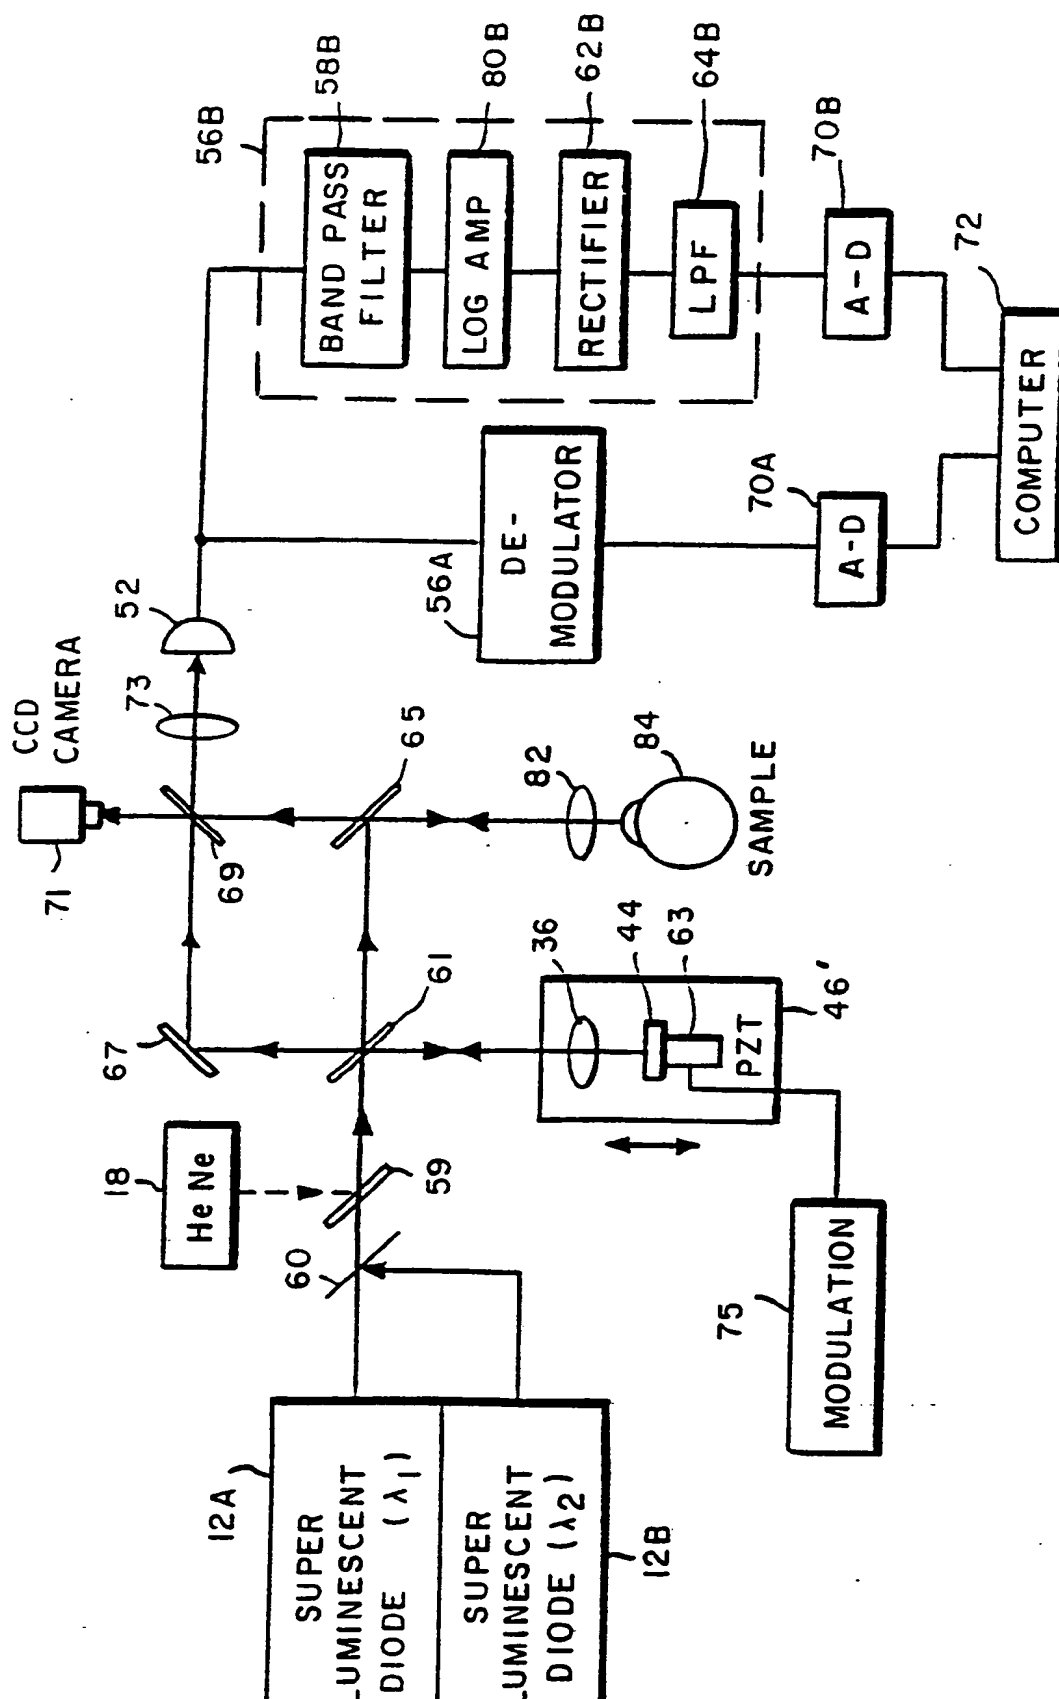 SUPER
LUMINESCENT
DIODE (λ1)
12A
SUPER
LUMINESCENT
DIODE (λ2)
12B
60
HeNe
18
59
67
61
36
44
63
PZT
46'
MODULATION
75
CCD
CAMERA
71
69
73
52
65
82
84
SAMPLE
56B
BAND PASS
FILTER
58B
LOG AMP
80B
RECTIFIER
62B
LPF
64B
DE-
MODULATOR
56A
A-D
70A
A-D
70B
COMPUTER
72